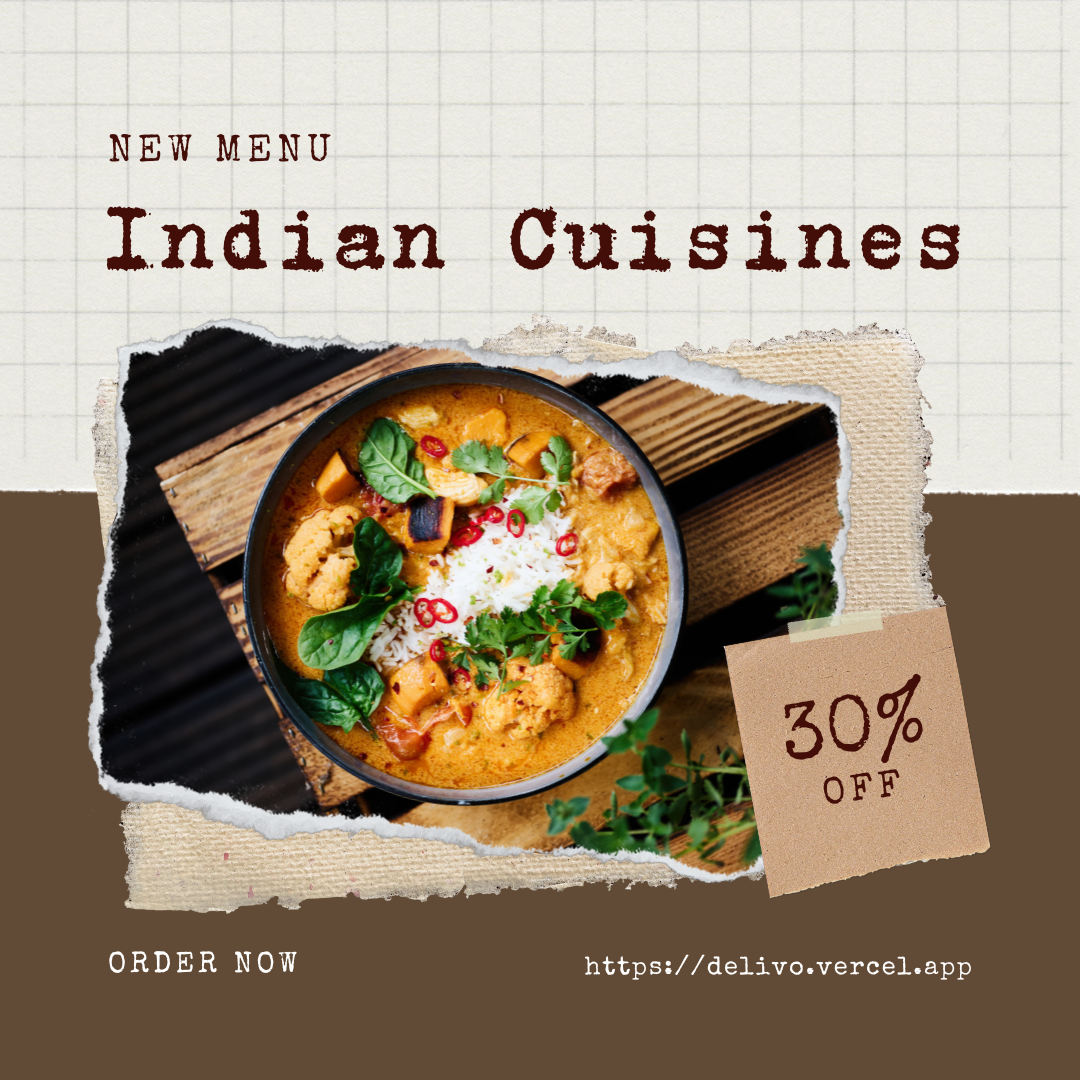 NEW MENU
Indian Cuisines
30%
OFF
ORDER NOW
https://delivo.vercel.app